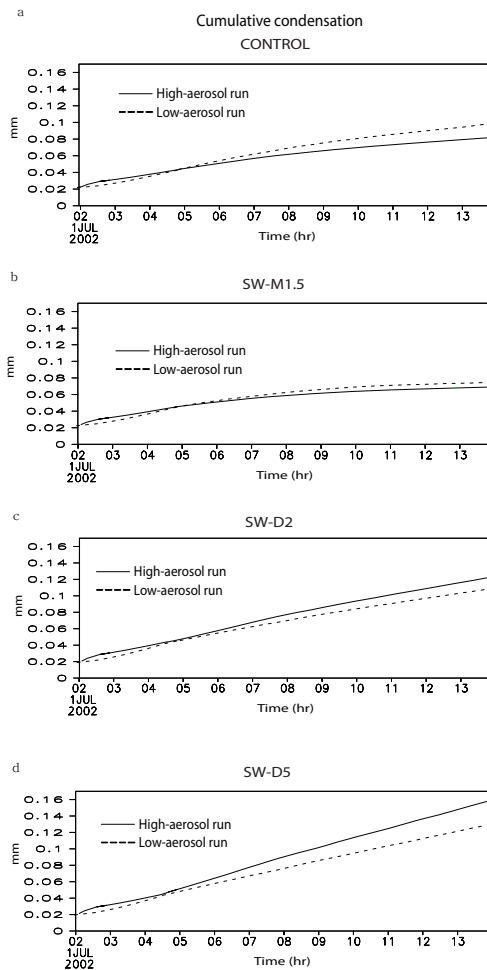 a
Cumulative condensation
CONTROL
0.16
0.14
0.12
0.1
0.08
0.06
0.04
0.02
0
mm
High-aerosol run
Low-aerosol run
02 03 04 05 06 07 08 09 10 11 12 13
1JUL
2002
Time (hr)
b
SW-M1.5
0.16
0.14
0.12
0.1
0.08
0.06
0.04
0.02
0
mm
High-aerosol run
Low-aerosol run
02 03 04 05 06 07 08 09 10 11 12 13
1JUL
2002
Time (hr)
c
SW-D2
0.16
0.14
0.12
0.1
0.08
0.06
0.04
0.02
0
mm
High-aerosol run
Low-aerosol run
02 03 04 05 06 07 08 09 10 11 12 13
1JUL
2002
Time (hr)
d
SW-D5
0.16
0.14
0.12
0.1
0.08
0.06
0.04
0.02
0
mm
High-aerosol run
Low-aerosol run
02 03 04 05 06 07 08 09 10 11 12 13
1JUL
2002
Time (hr)